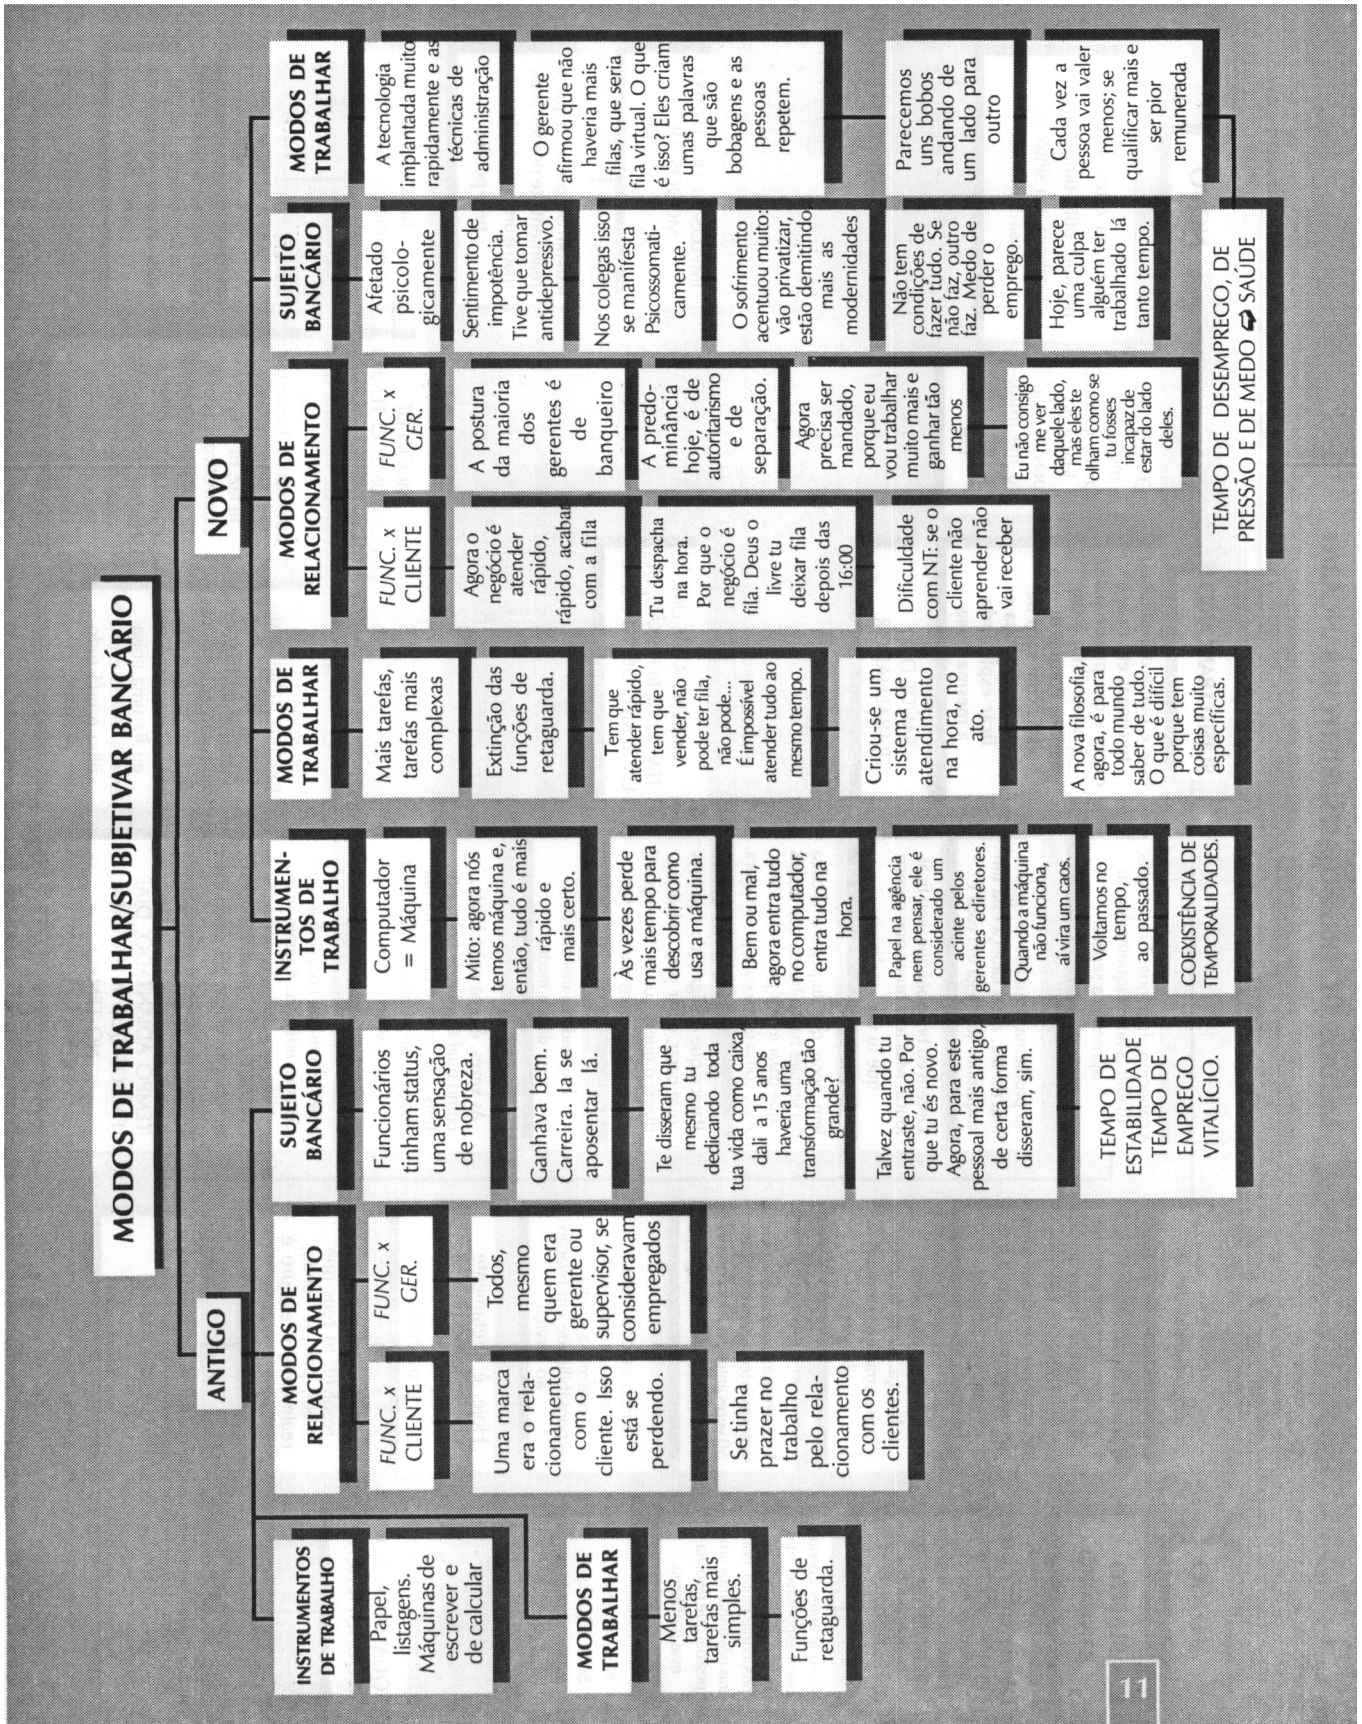 MODOS DE TRABALHAR/SUBJETIVAR BANCÁRIO
ANTIGO
INSTRUMENTOS
DE TRABALHO
Papel,
listagens.
Máquinas de
escrever e
de calcular
MODOS DE
TRABALHAR
Menos
tarefas,
tarefas mais
simples.
Funções de
retaguarda.
MODOS DE
RELACIONAMENTO
FUNC. x
CLIENTE
Uma marca
era o rela-
cionamento
com o
cliente. Isso
está se
perdendo.
Se tinha
prazer no
trabalho
pelo rela-
cionamento
com os
clientes.
FUNC. x
GER.
Todos,
mesmo
quem era
gerente ou
supervisor, se
consideravam
empregados
SUJEITO
BANCÁRIO
Funcionários
tinham status,
uma sensação
de nobreza.
Ganhava bem.
Carreira. Ia se
aposentar lá.
Te disseram que
mesmo tu
dedicando toda
tua vida como caixa,
dali a 15 anos
haveria uma
transformação tão
grande?
Talvez quando tu
entraste, não. Por
que tu és novo.
Agora, para este
pessoal mais antigo,
de certa forma
disseram, sim.
TEMPO DE
ESTABILIDADE
TEMPO DE
EMPREGO
VITALÍCIO.
NOVO
INSTRUMEN-
TOS DE
TRABALHO
Computador
= Máquina
Mito: agora nós
temos máquina e,
então, tudo é mais
rápido e
mais certo.
Às vezes perde
mais tempo para
descobrir como
usa a máquina.
Bem ou mal,
agora entra tudo
no computador,
entra tudo na
hora.
Papel na agência
nem pensar, ele é
considerado um
acinte pelos
gerentes ediretores.
Quando a máquina
não funciona,
aí vira um caos.
Voltamos no
tempo,
ao passado.
COEXISTÊNCIA DE
TEMPORALIDADES.
MODOS DE
TRABALHAR
Mais tarefas,
tarefas mais
complexas
Extinção das
funções de
retaguarda.
Tem que
atender rápido,
tem que
vender, não
pode ter fila,
não pode...
É impossível
atender tudo ao
mesmo tempo.
Criou-se um
sistema de
atendimento
na hora no
ato.
A nova filosofia,
agora, é para
todo mundo
saber de tudo.
O que é difícil
porque tem
coisas muito
específicas.
MODOS DE
RELACIONAMENTO
FUNC. x
CLIENTE
Agora o
negócio é
atender
rápido,
rápido, acabar
com a fila
Tu despacha
na hora.
Por que o
negócio é
fila. Deus o
livre tu
deixar fila
depois das
16:00
Dificuldade
com NT: se o
cliente não
aprender não
vai receber
FUNC. x
GER.
A postura
da maioria
dos
gerentes é
de
banqueiro
A predo-
minância
hoje, é de
autoritarismo
e de
separação.
Agora
precisa ser
mandado,
porque eu
vou trabalhar
muito mais e
ganhar tão
menos
Eu não consigo
me ver
daquele lado,
mas eles te
olham como se
tu fosses
incapaz de
estar do lado
deles.
SUJEITO
BANCÁRIO
Afetado
psicolo-
gicamente
Sentimento de
impotência.
Tive que tomar
antidepressivo.
Nos colegas isso
se manifesta
Psicossomati-
camente.
O sofrimento
acentuou muito:
vão privatizar,
estão demitindo,
mais as
modernidades
Não tem
condições de
fazer tudo. Se
não faz, outro
faz. Medo de
perder o
emprego.
Hoje, parece
uma culpa
alguém ter
trabalhado lá
tanto tempo.
MODOS DE
TRABALHAR
A tecnologia
implantada muito
rapidamente e as
técnicas de
administração
O gerente
afirmou que não
haveria mais
filas, que seria
fila virtual. O que
é isso? Eles criam
umas palavras
que são
bobagens e as
pessoas
repetem.
Parecemos
uns bobos
andando de
um lado para
outro
Cada vez a
pessoa vai valer
menos; se
qualificar mais e
ser pior
remunerada
TEMPO DE DESEMPREGO, DE
PRESSÃO E DE MEDO ➭ SAÚDE
11